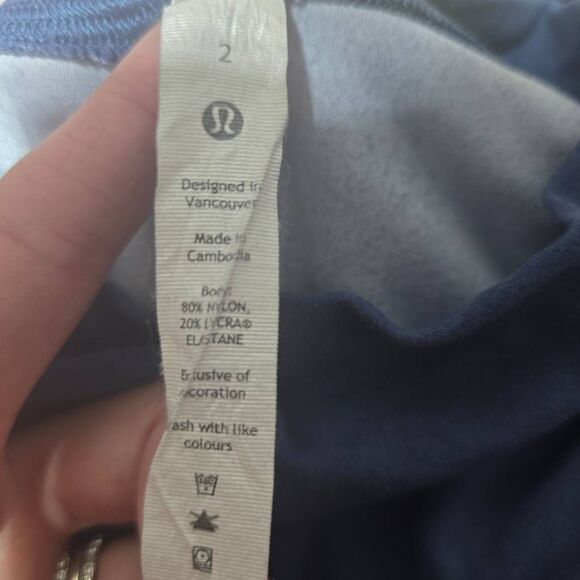 2
Designed in
Vancouver
Made in
Cambodia
Body:
80% NYLON,
20% LYCRA®
ELASTANE
of
with like
colours